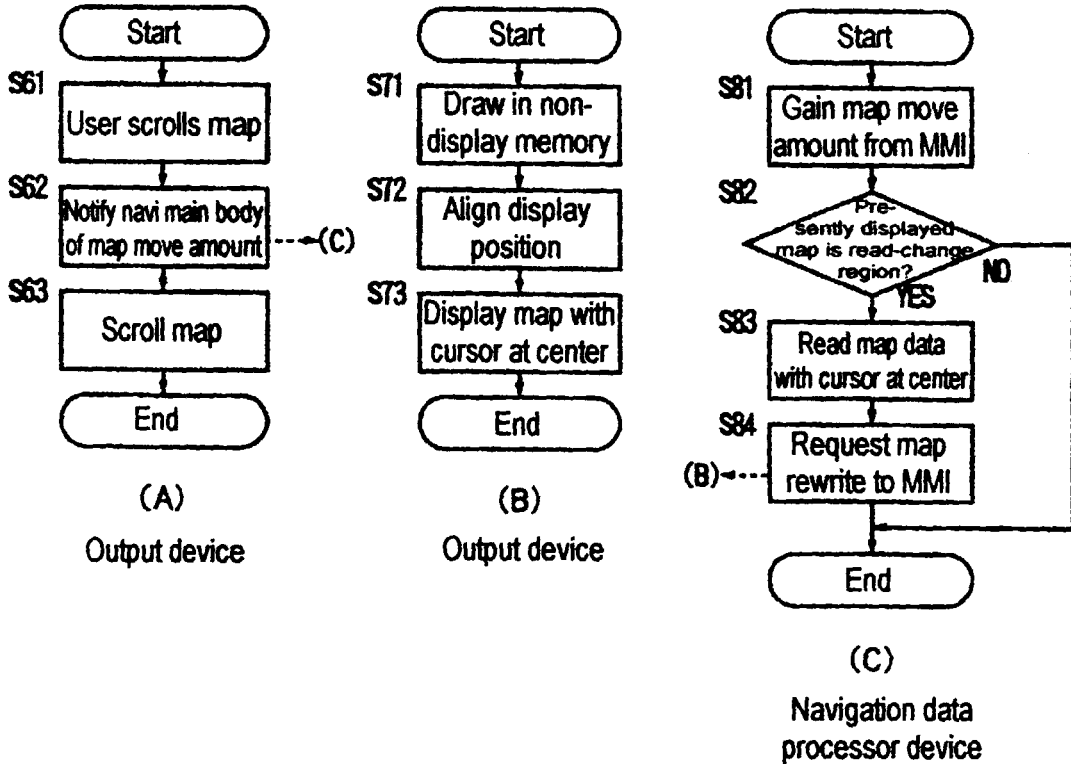 Start
S61
User scrolls map
S62
Notify navi main body
of map move amount
(C)
S63
Scroll map
End
(A)
Output device
Start
S71
Draw in non-
display memory
S72
Align display
position
S73
Display map with
cursor at center
End
(B)
Output device
Start
S81
Gain map move
amount from MMI
S82
Pre-
sently displayed
map is read-change
region?
NO
YES
S83
Read map data
with cursor at center
S84
Request map
rewrite to MMI
(B)
End
(C)
Navigation data
processor device